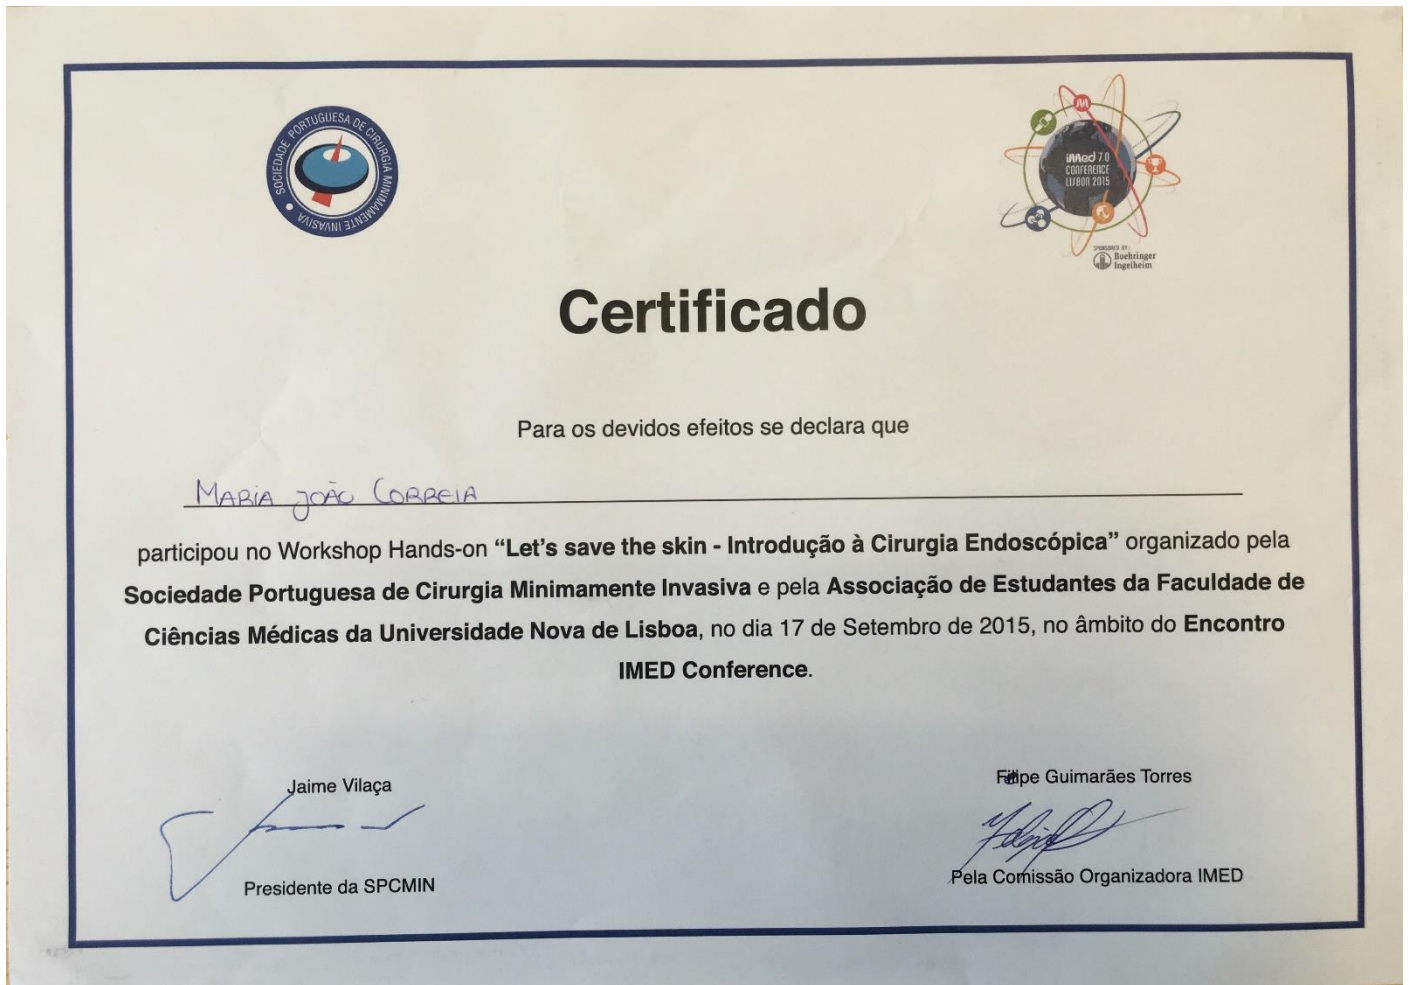 SOCIEDADE PORTUGUESA DE CIRURGIA MINIMAMENTE INVASIVA
iMed 7.0
CONFERENCE
LISBON 2015
SPONSORED BY:
Boehringer
Ingelheim
Certificado
Para os devidos efeitos se declara que
MARIA JOÃO CORREIA
participou no Workshop Hands-on “Let’s save the skin - Introdução à Cirurgia Endoscópica” organizado pela
Sociedade Portuguesa de Cirurgia Minimamente Invasiva e pela Associação de Estudantes da Faculdade de
Ciências Médicas da Universidade Nova de Lisboa, no dia 17 de Setembro de 2015, no âmbito do Encontro
IMED Conference.
Jaime Vilaça
Presidente da SPCMIN
Filipe Guimarães Torres
Pela Comissão Organizadora IMED